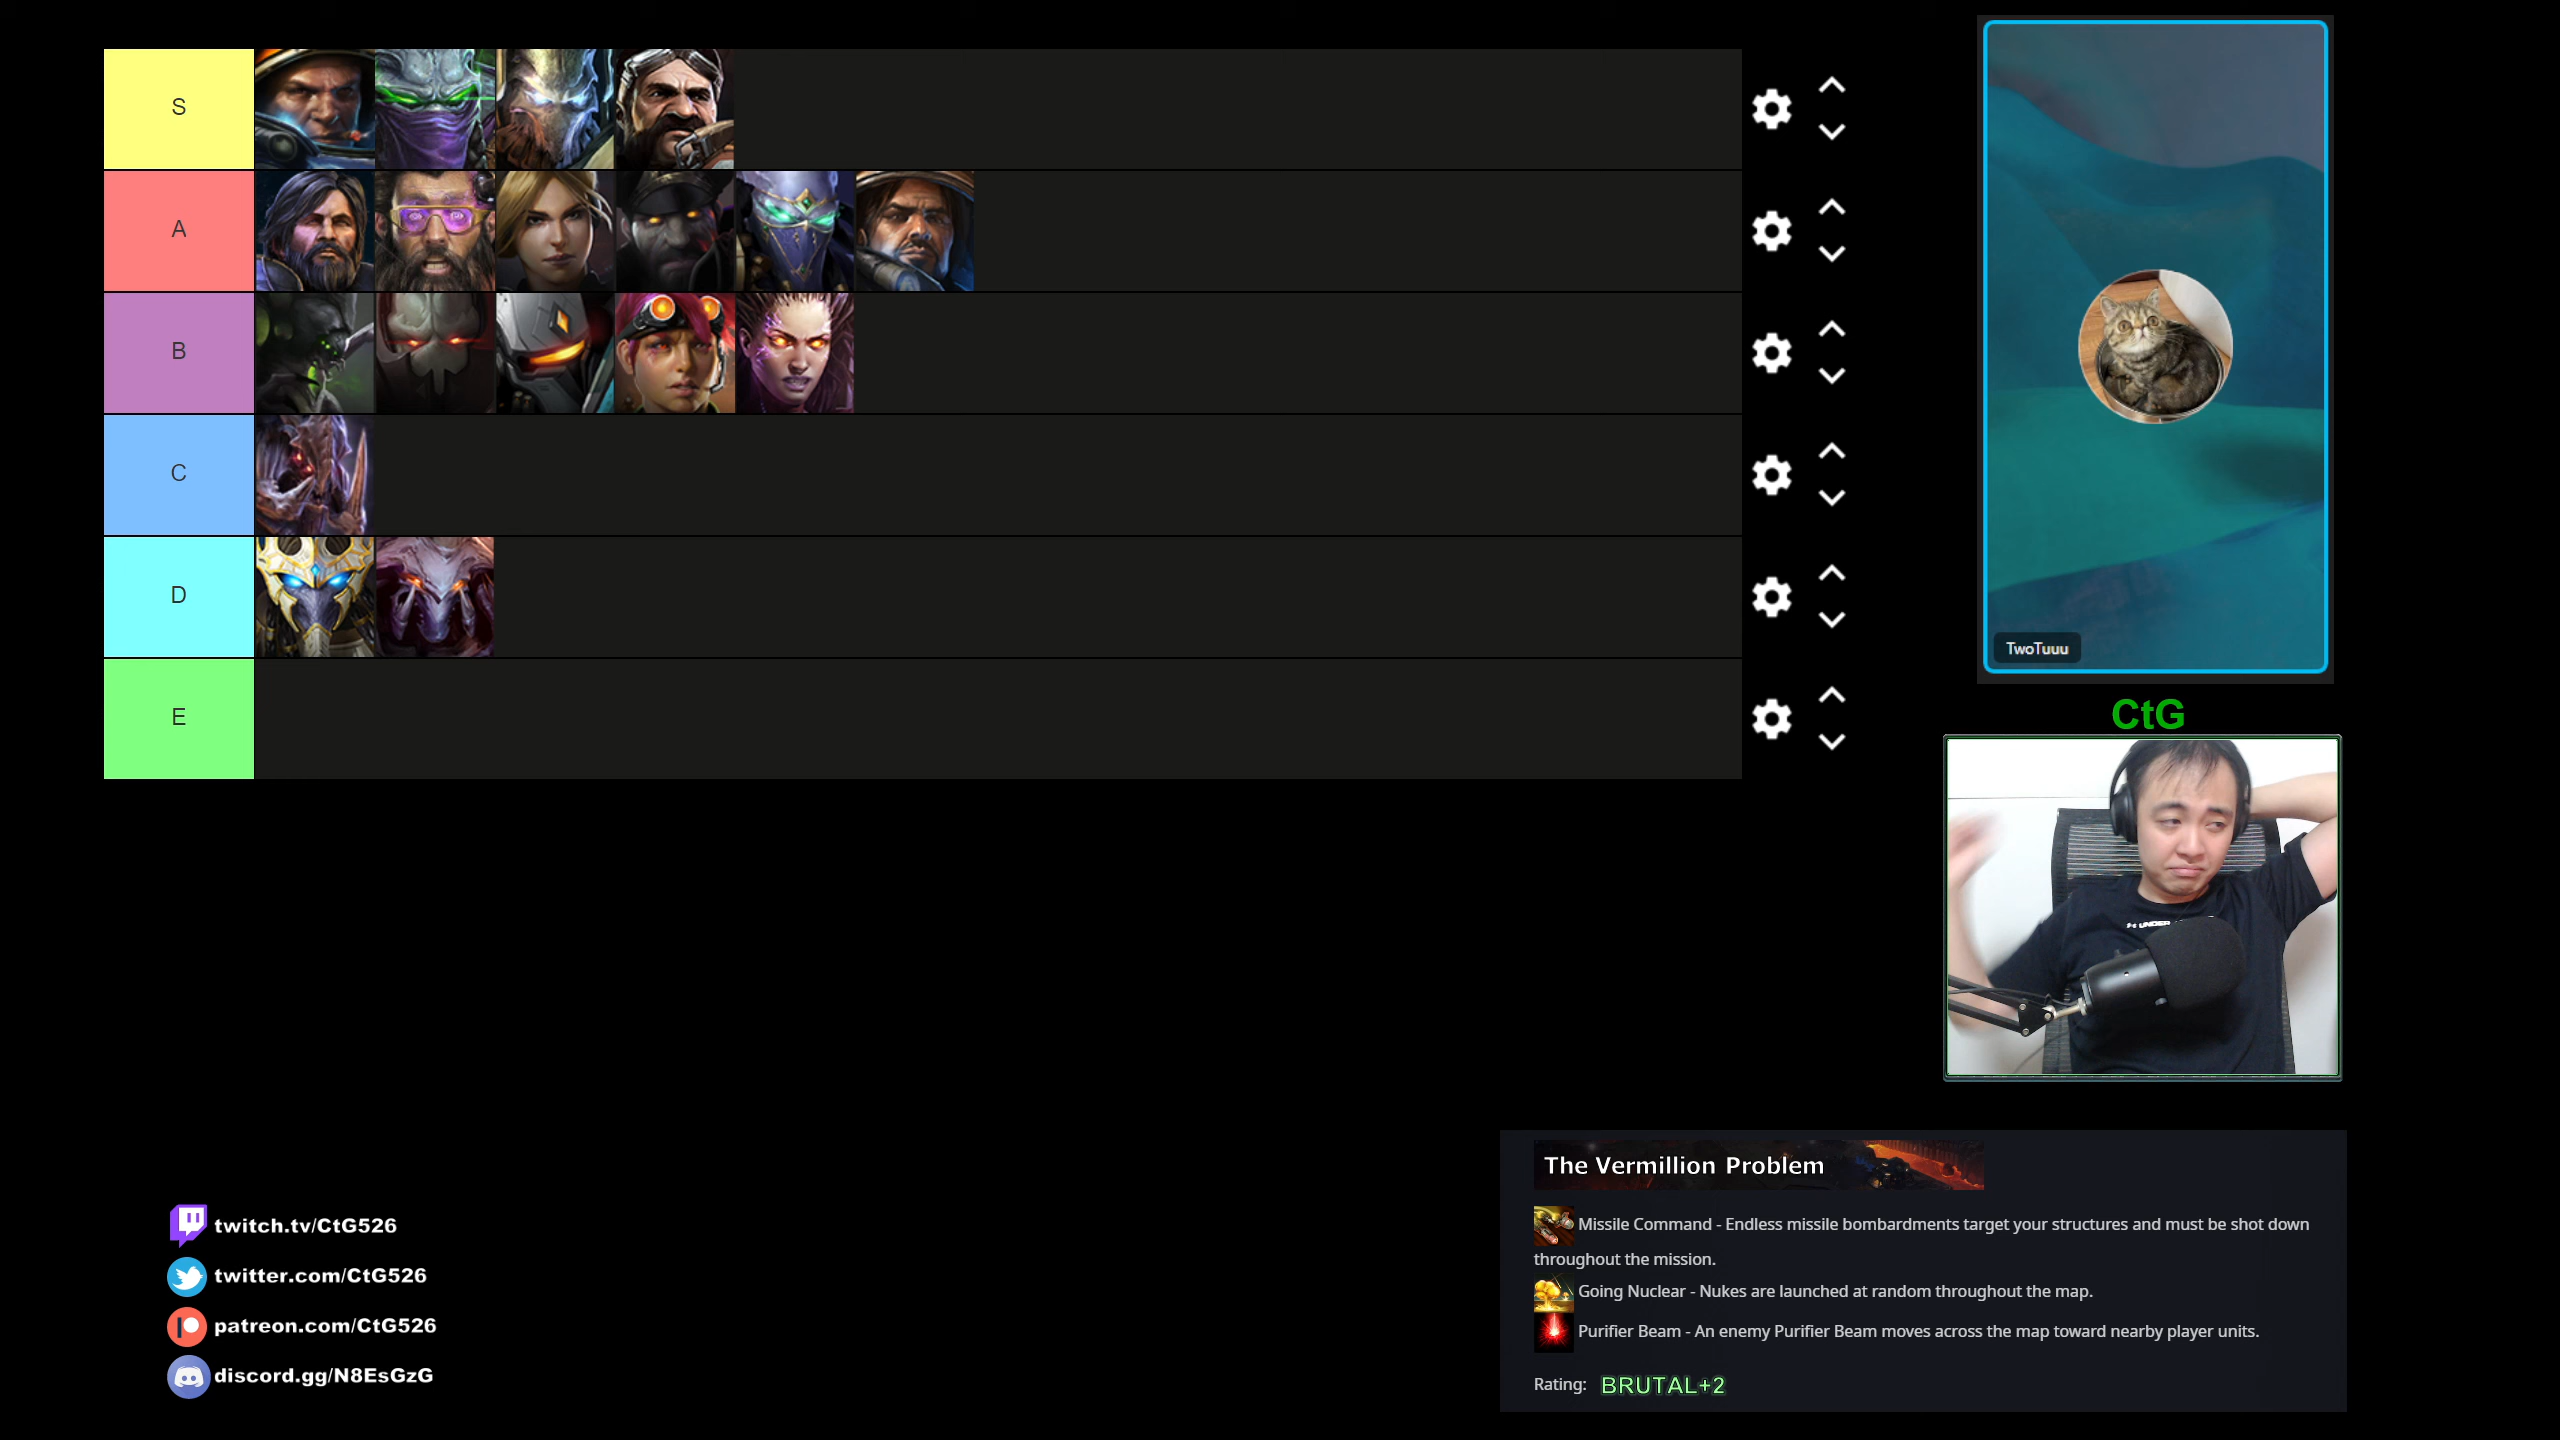 S
A
B
C
D
E
TwoTuuu
CtG
The Vermillion Problem
Missile Command - Endless missile bombardments target your structures and must be shot down
throughout the mission.
Going Nuclear - Nukes are launched at random throughout the map.
Purifier Beam - An enemy Purifier Beam moves across the map toward nearby player units.
Rating: BRUTAL+2
twitch.tv/CtG526
twitter.com/CtG526
patreon.com/CtG526
discord.gg/N8EsGzG